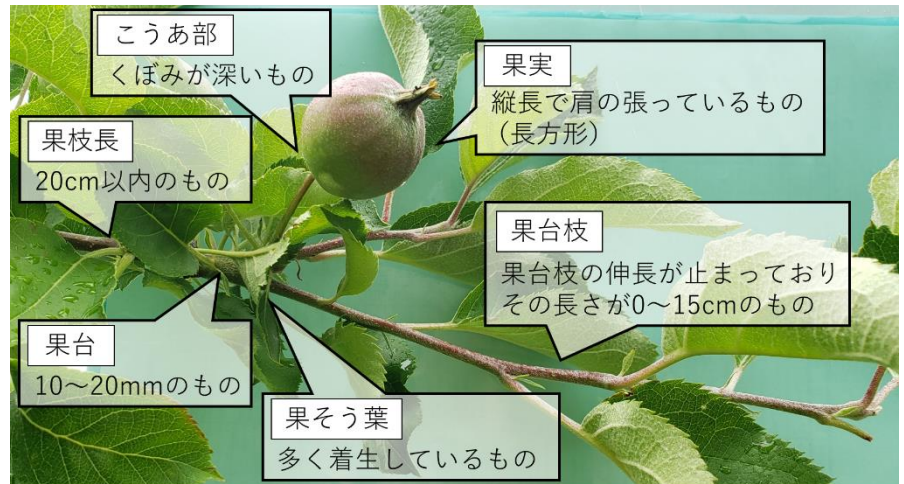 こうあ部
くぼみが深いもの
果実
縦長で肩の張っているもの
（長方形）
果枝長
20cm以内のもの
果台枝
果台枝の伸長が止まっており
その長さが0～15cmのもの
果台
10～20mmのもの
果そう葉
多く着生しているもの